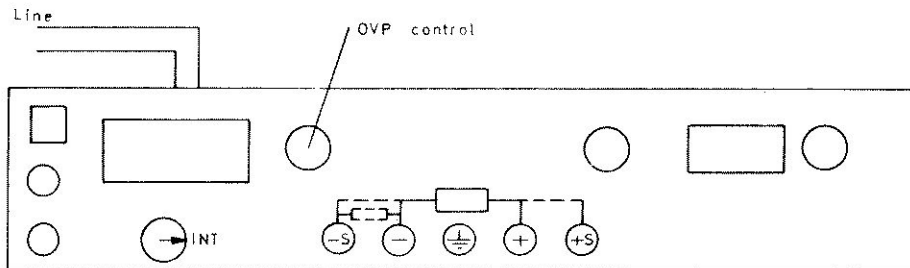 Line
OVP control
INT
-S - + +S